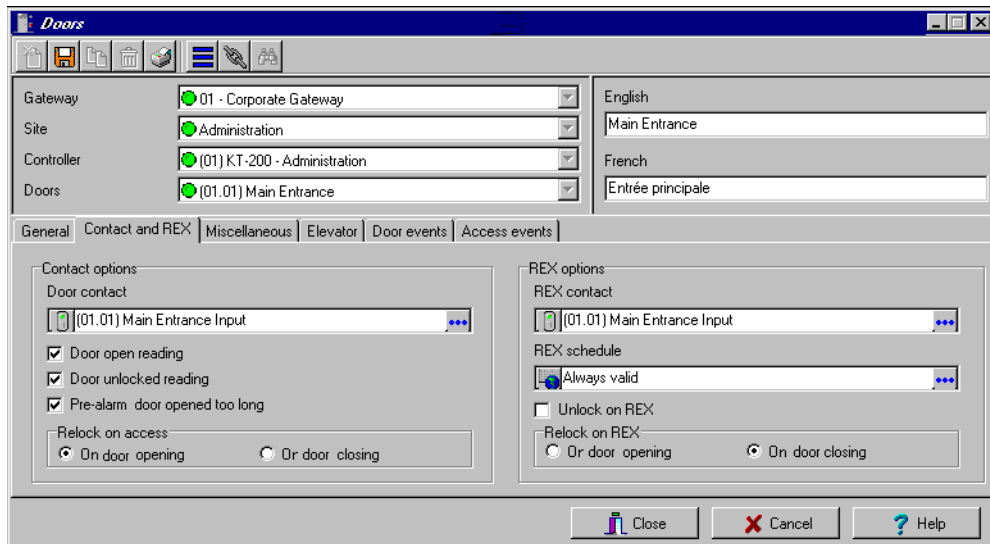 Doors
Gateway
01 - Corporate Gateway
Site
Administration
Controller
(01) KT-200 - Administration
Doors
(01.01) Main Entrance
English
Main Entrance
French
Entrée principale
General Contact and REX Miscellaneous Elevator Door events Access events
Contact options
Door contact
(01.01) Main Entrance Input
Door open reading
Door unlocked reading
Pre-alarm door opened too long
Relock on access
On door opening Or door closing
REX options
REX contact
(01.01) Main Entrance Input
REX schedule
Always valid
Unlock on REX
Relock on REX
Or door opening On door closing
Close Cancel Help